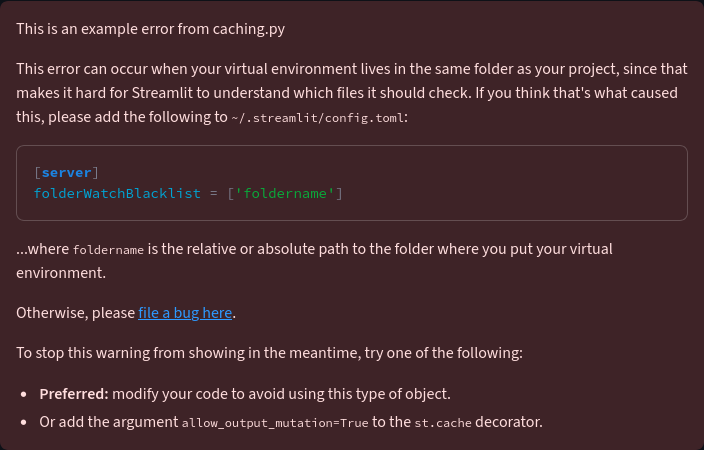 This is an example error from caching.py
This error can occur when your virtual environment lives in the same folder as your project, since that
makes it hard for Streamlit to understand which files it should check. If you think that's what caused
this, please add the following to ~/.streamlit/config.toml:
[server]
folderWatchBlacklist = ['foldername']
...where foldername is the relative or absolute path to the folder where you put your virtual
environment.
Otherwise, please file a bug here.
To stop this warning from showing in the meantime, try one of the following:
• Preferred: modify your code to avoid using this type of object.
• Or add the argument allow_output_mutation=True to the st.cache decorator.